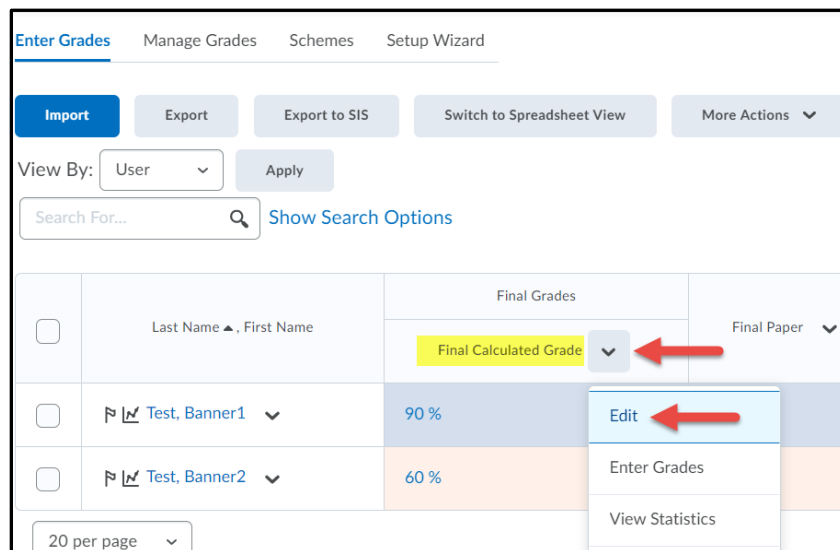 Enter Grades Manage Grades Schemes Setup Wizard
Import Export Export to SIS Switch to Spreadsheet View More Actions
View By: User Apply
Search For... Show Search Options
Final Grades
Last Name , First Name Final Paper
Final Calculated Grade
Test, Banner1 90 %
Edit
Enter Grades
Test, Banner2 60 %
View Statistics
20 per page